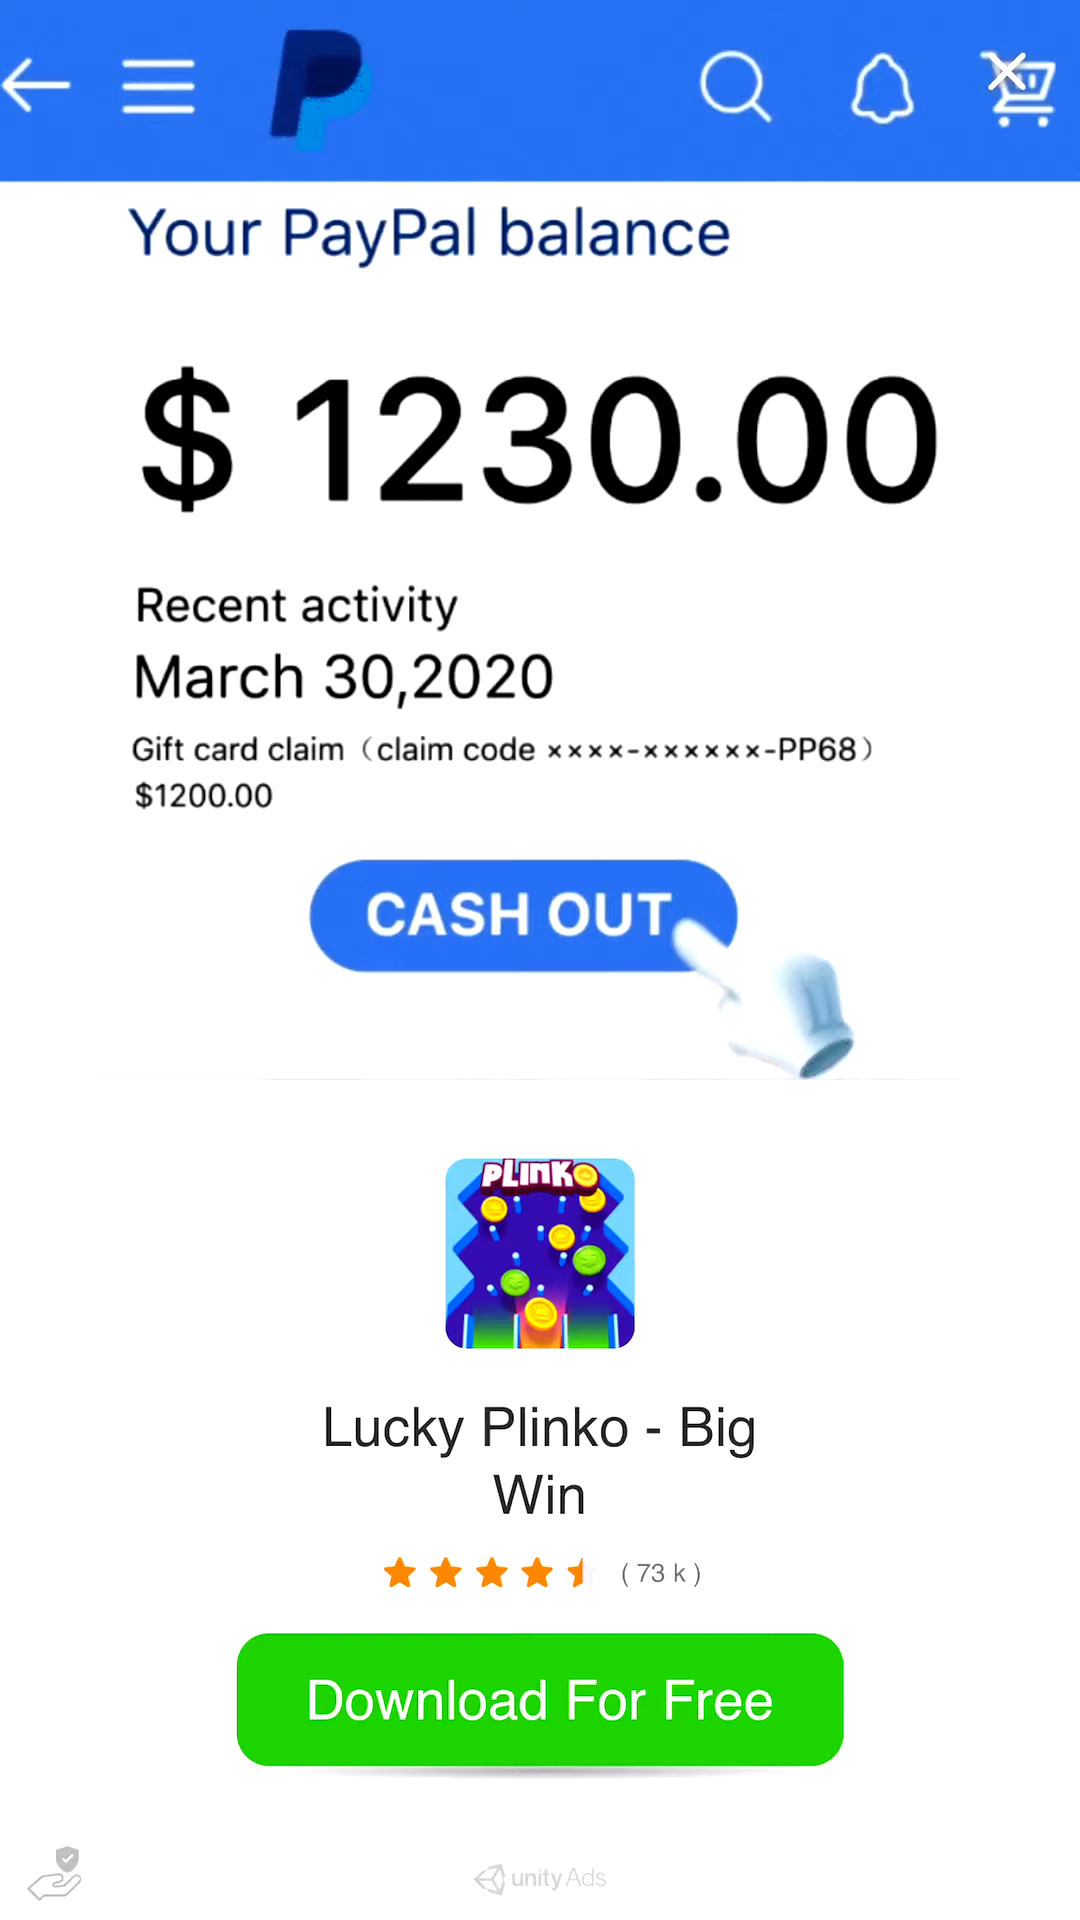 Your PayPal balance
$ 1230.00
Recent activity
March 30,2020
Gift card claim（claim code ××××-××××××-PP68）
$1200.00
CASH OUT
PLINKO
Lucky Plinko - Big
Win
( 73 k )
Download For Free
unity Ads